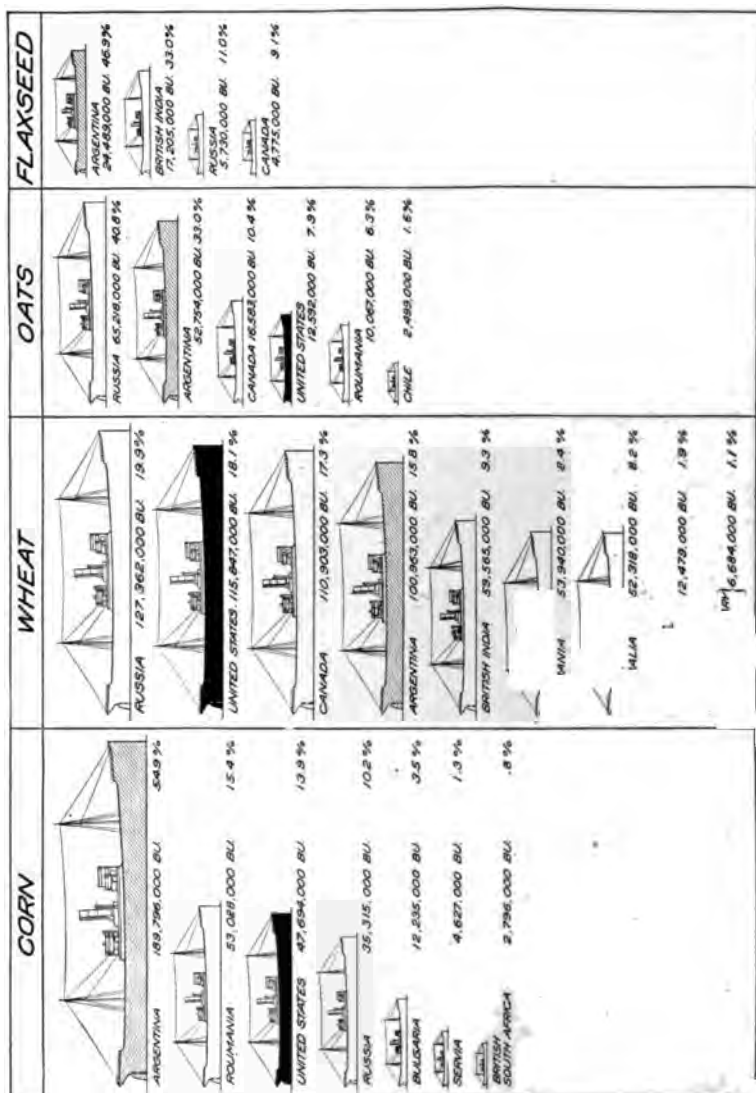 CORN
ARGENTINA 189,796,000 BU. 54.9%
ROUMANIA 53,028,000 BU. 15.4%
UNITED STATES 47,694,000 BU. 13.9%
RUSSIA 35,315,000 BU. 10.2%
BULGARIA 12,235,000 BU. 3.5%
SERVIA 4,627,000 BU. 1.3%
BRITISH
SOUTH AFRICA 2,796,000 BU. .8%
WHEAT
RUSSIA 127,362,000 BU. 19.9%
UNITED STATES 115,847,000 BU. 18.1%
CANADA 110,903,000 BU. 17.3%
ARGENTINA 100,963,000 BU. 15.8%
BRITISH INDIA 59,565,000 BU. 9.3%
ANIA 53,940,000 BU. 8.4%
ALIA 52,318,000 BU. 8.2%
12,479,000 BU. 1.9%
6,684,000 BU. 1.1%
OATS
RUSSIA 65,218,000 BU. 40.8%
ARGENTINA
52,754,000 BU. 33.0%
CANADA 16,583,000 BU. 10.4%
UNITED STATES
12,592,000 BU. 7.9%
ROUMANIA
10,067,000 BU. 6.3%
CHILE 2,499,000 BU. 1.6%
FLAXSEED
ARGENTINA
24,489,000 BU. 46.9%
BRITISH INDIA
17,205,000 BU. 33.0%
RUSSIA
5,730,000 BU. 11.0%
CANADA
4,775,000 BU. 9.1%